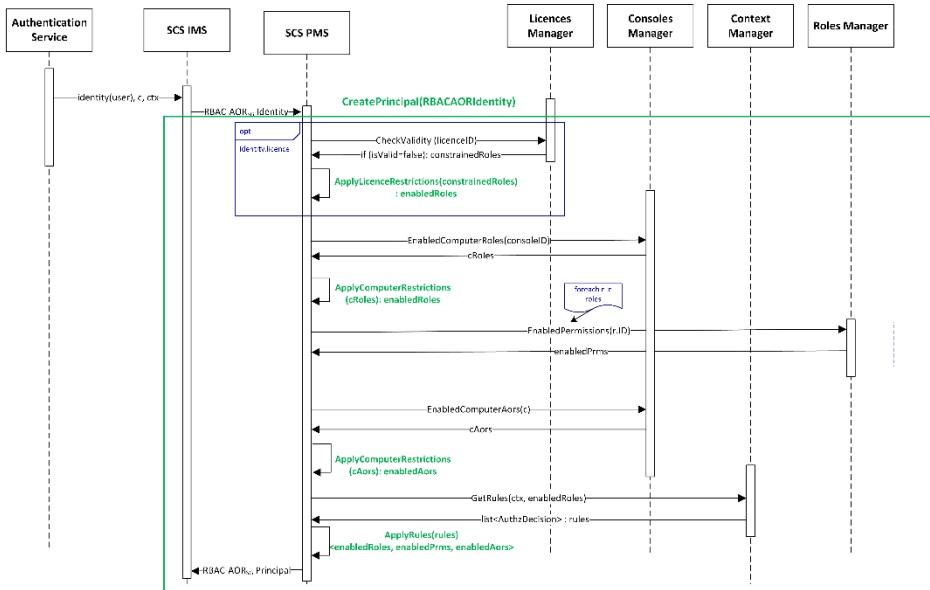 Authentication
Service
SCS IMS
SCS PMS
Licences
Manager
Consoles
Manager
Context
Manager
Roles Manager
identity(user), c, ctx
RBAC-AOR Identity
CreatePrincipal(RBACAORIdentity)
opt
Identity.licence
CheckValidity (licenceID)
if (isValid=false): constrainedRoles
ApplyLicenceRestrictions(constrainedRoles)
: enabledRoles
EnabledComputerRoles(consoleID)
cRoles
ApplyComputerRestrictions
(cRoles): enabledRoles
foreach r in
roles
EnabledPermissions(r.ID)
enabledPrms
EnabledComputerAors(c)
cAors
ApplyComputerRestrictions
(cAors): enabledAors
GetRules(ctx, enabledRoles)
list<AuthzDecision> : rules
ApplyRules(rules)
<enabledRoles, enabledPrms, enabledAors>
RBAC-AOR Principal